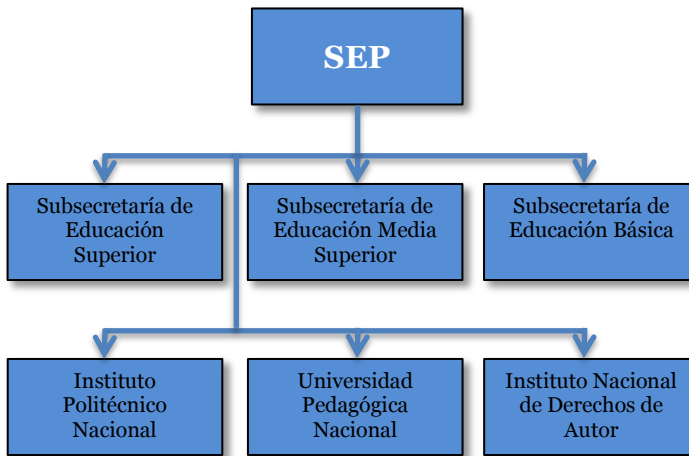 SEP
Subsecretaría de
Educación
Superior
Subsecretaría de
Educación Media
Superior
Subsecretaría de
Educación Básica
Instituto
Politécnico
Nacional
Universidad
Pedagógica
Nacional
Instituto Nacional
de Derechos de
Autor